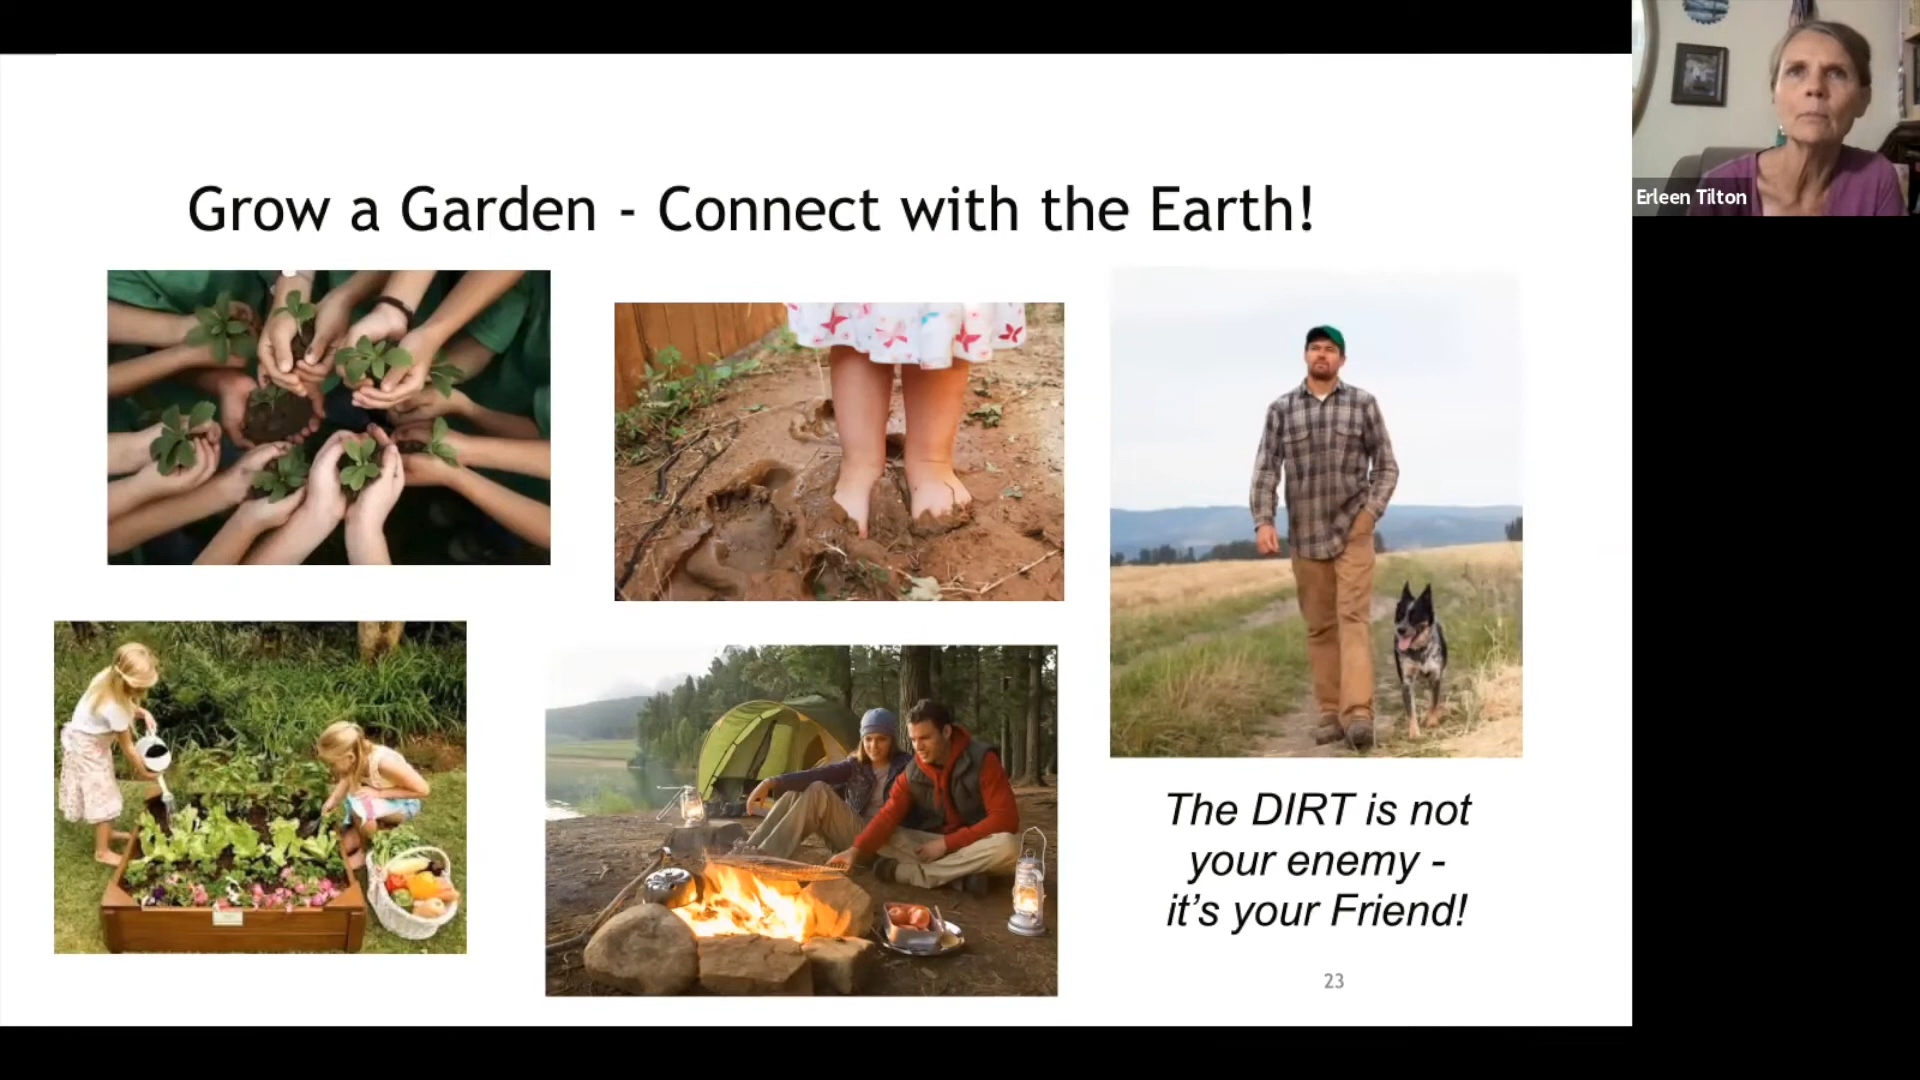 Grow a Garden - Connect with the Earth!
Erleen Tilton
The DIRT is not
your enemy -
it's your Friend!
23